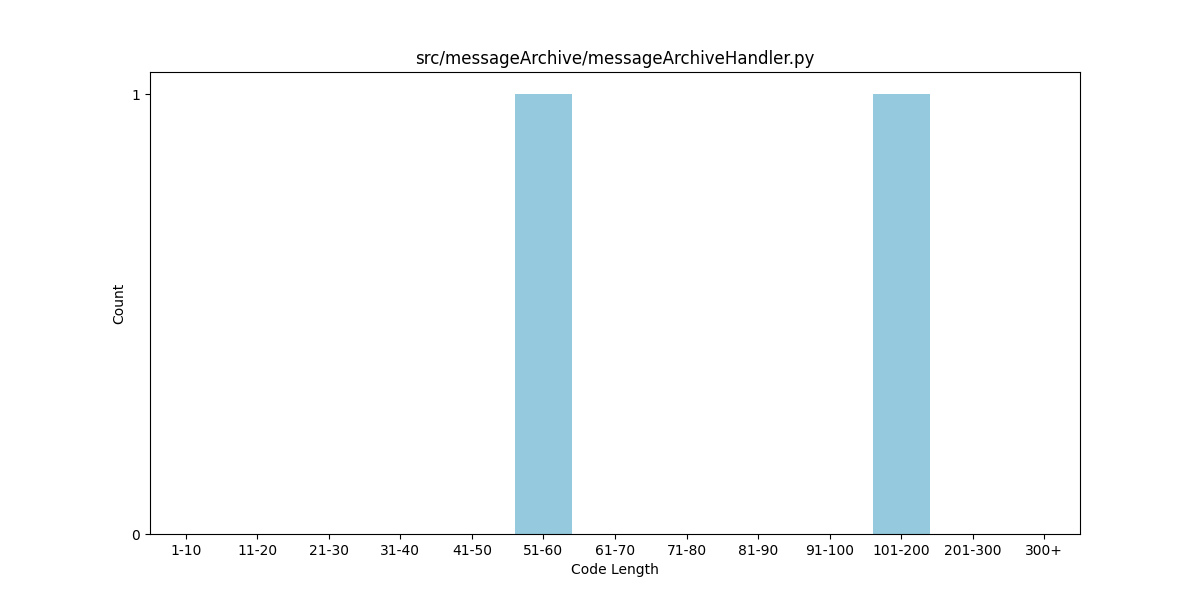 src/messageArchive/messageArchiveHandler.py
1
Count
0
1-10 11-20 21-30 31-40 41-50 51-60 61-70 71-80 81-90 91-100 101-200 201-300 300+
Code Length